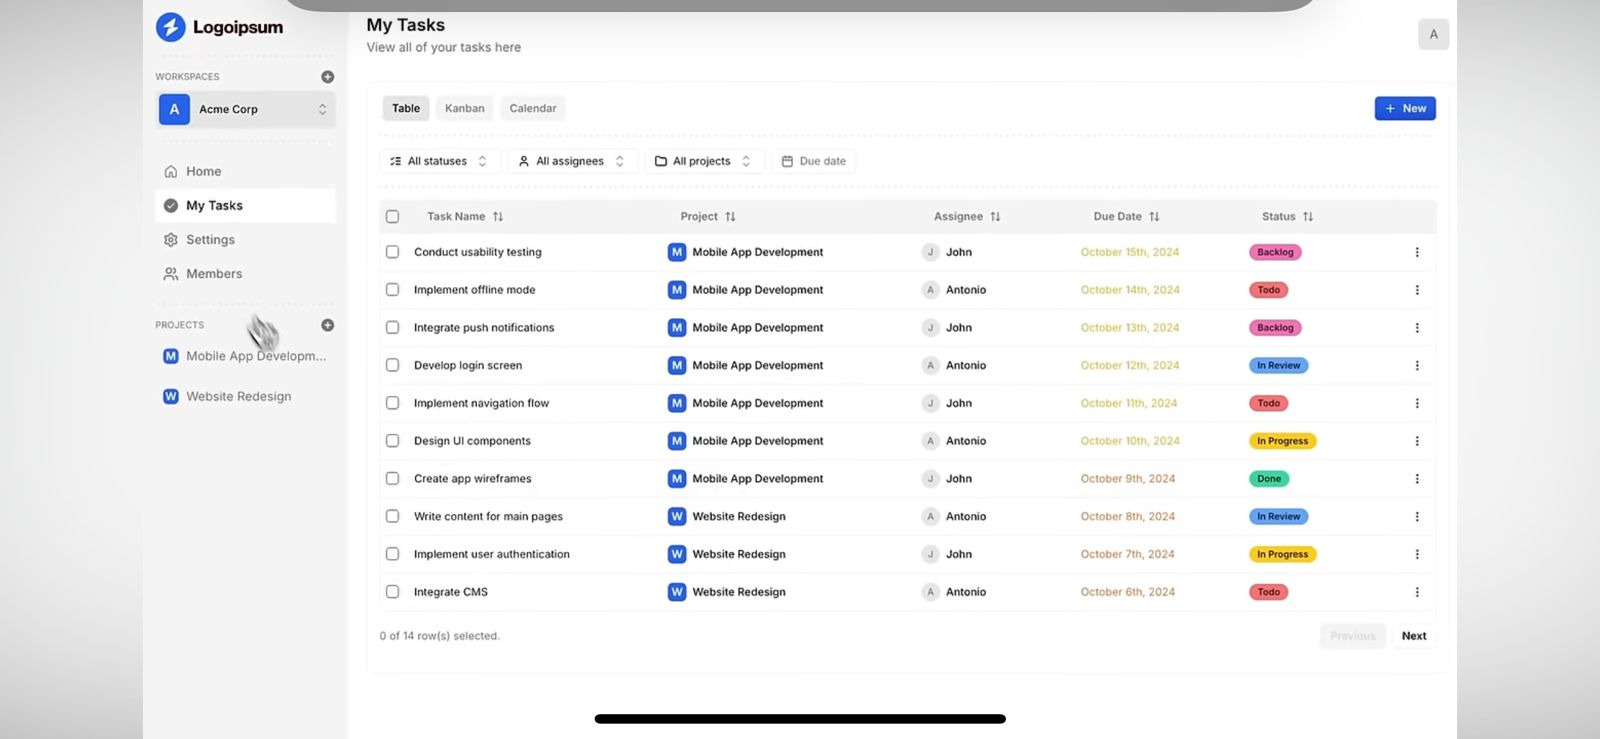 Logoipsum
WORKSPACES
A
Acme Corp
Home
My Tasks
Settings
Members
PROJECTS
M Mobile App Developm...
W Website Redesign
My Tasks
View all of your tasks here
A
Table Kanban Calendar
+ New
All statuses All assignees All projects Due date
Task Name Project Assignee Due Date Status
Conduct usability testing M Mobile App Development J John October 15th, 2024 Backlog
Implement offline mode M Mobile App Development A Antonio October 14th, 2024 Todo
Integrate push notifications M Mobile App Development J John October 13th, 2024 Backlog
Develop login screen M Mobile App Development A Antonio October 12th, 2024 In Review
Implement navigation flow M Mobile App Development J John October 11th, 2024 Todo
Design UI components M Mobile App Development A Antonio October 10th, 2024 In Progress
Create app wireframes M Mobile App Development J John October 9th, 2024 Done
Write content for main pages W Website Redesign A Antonio October 8th, 2024 In Review
Implement user authentication W Website Redesign J John October 7th, 2024 In Progress
Integrate CMS W Website Redesign A Antonio October 6th, 2024 Todo
0 of 14 row(s) selected.
Previous Next